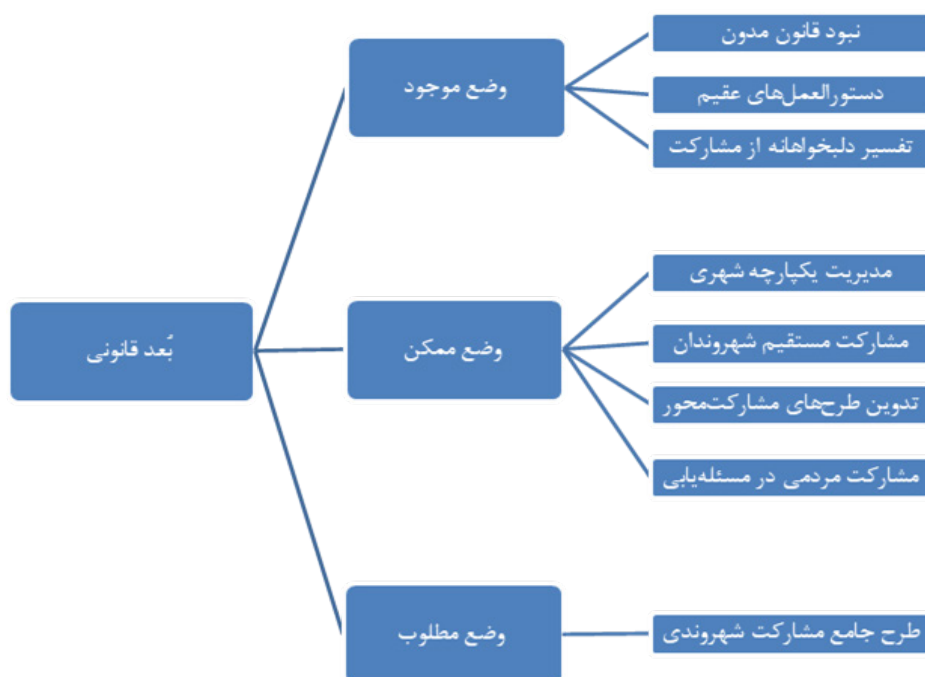 بُعد قانونی
وضع موجود
نبود قانون مدون
دستورالعمل‌های عقیم
تفسیر دلبخواهانه از مشارکت
وضع ممکن
مدیریت یکپارچه شهری
مشارکت مستقیم شهروندان
تدوین طرح‌های مشارکت‌محور
مشارکت مردمی در مسئله‌یابی
وضع مطلوب
طرح جامع مشارکت شهروندی